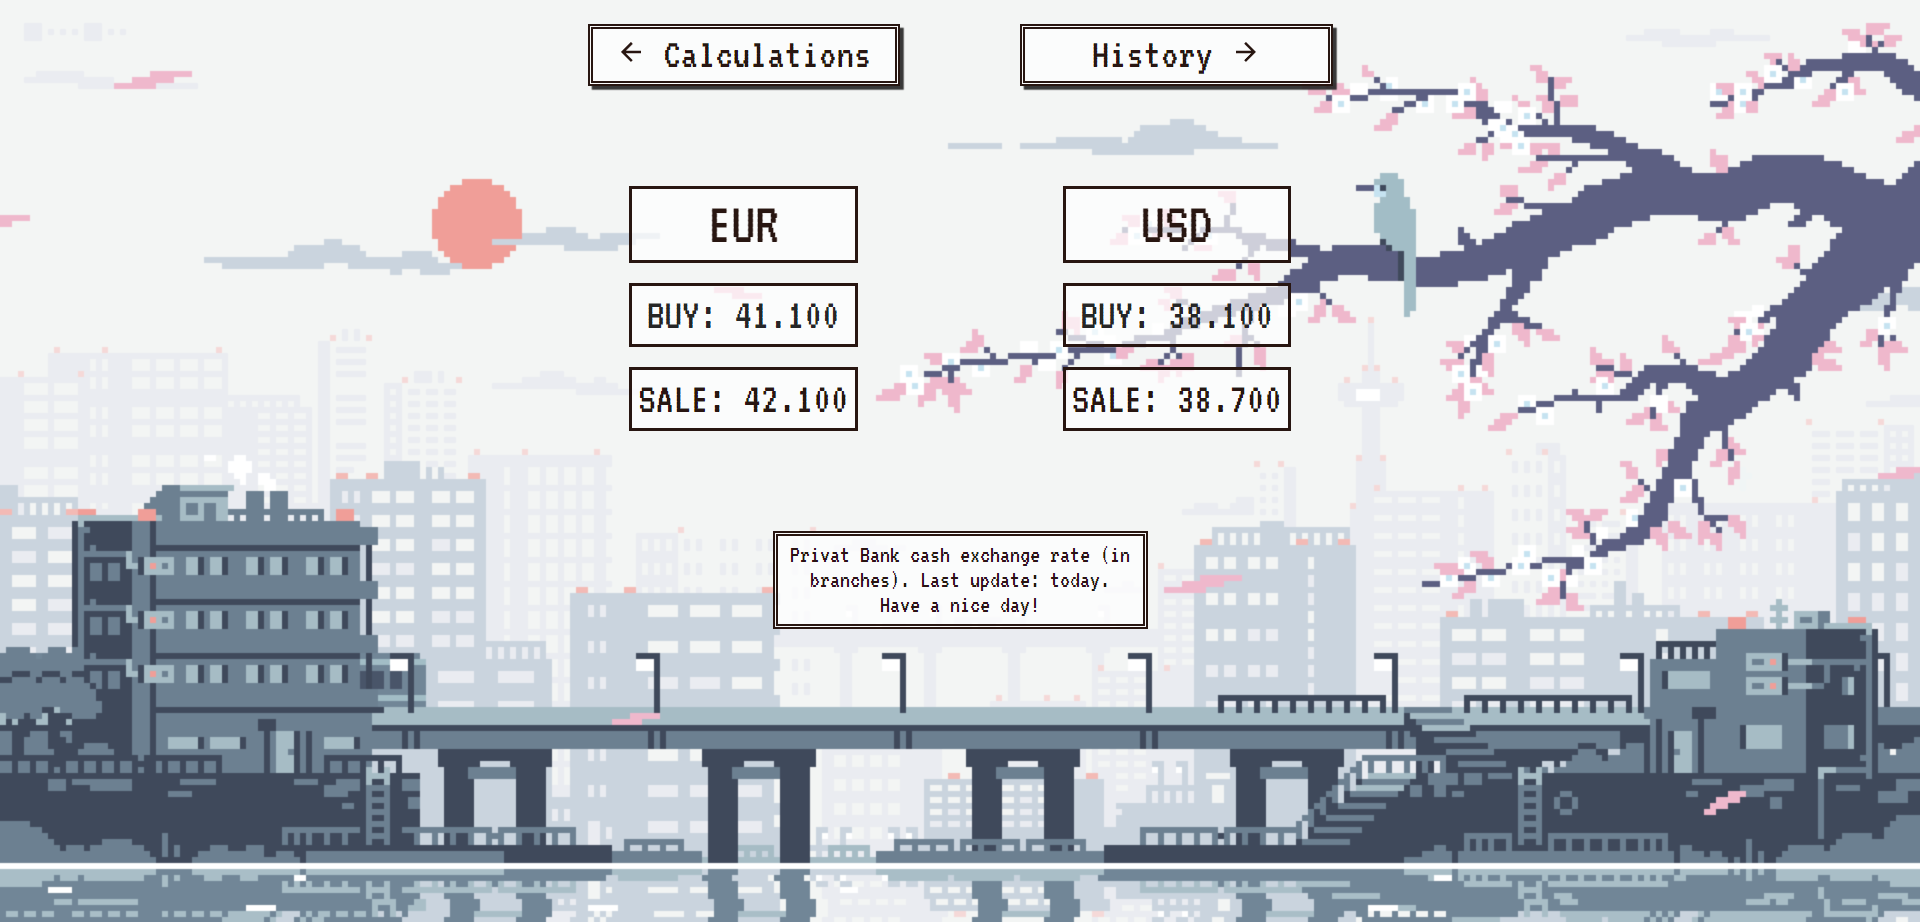 ← Calculations
History →
EUR
USD
BUY: 41.100
BUY: 38.100
SALE: 42.100
SALE: 38.700
Privat Bank cash exchange rate (in
branches). Last update: today.
Have a nice day!